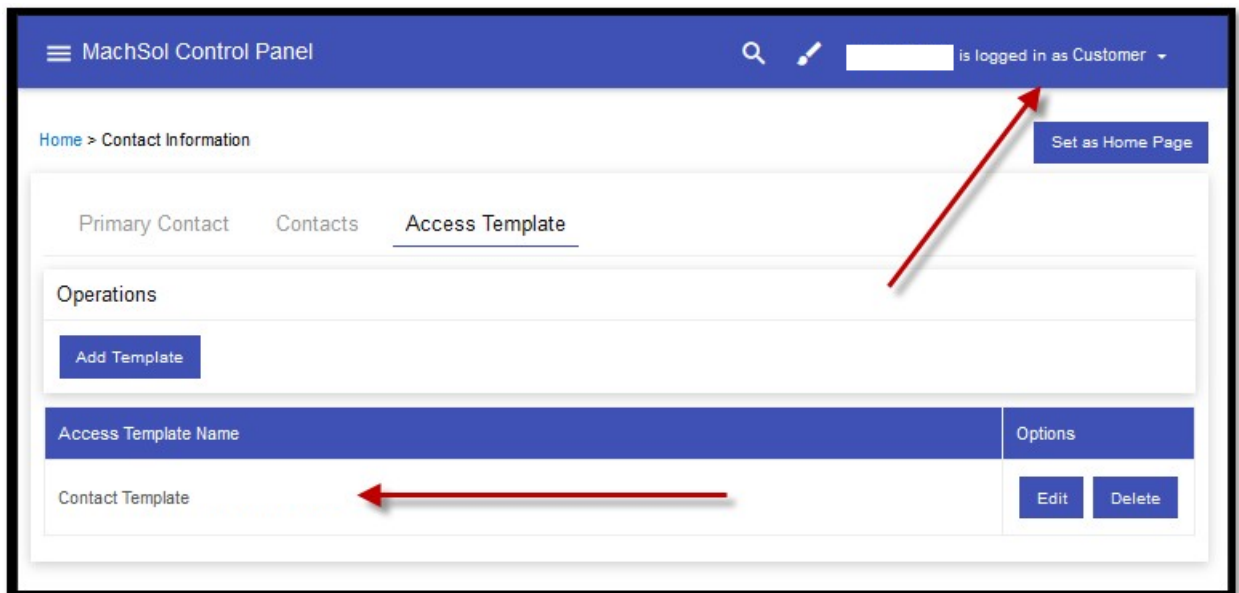 MachSol Control Panel
is logged in as Customer
Home > Contact Information
Set as Home Page
Primary Contact Contacts Access Template
Operations
Add Template
Access Template Name Options
Contact Template Edit Delete